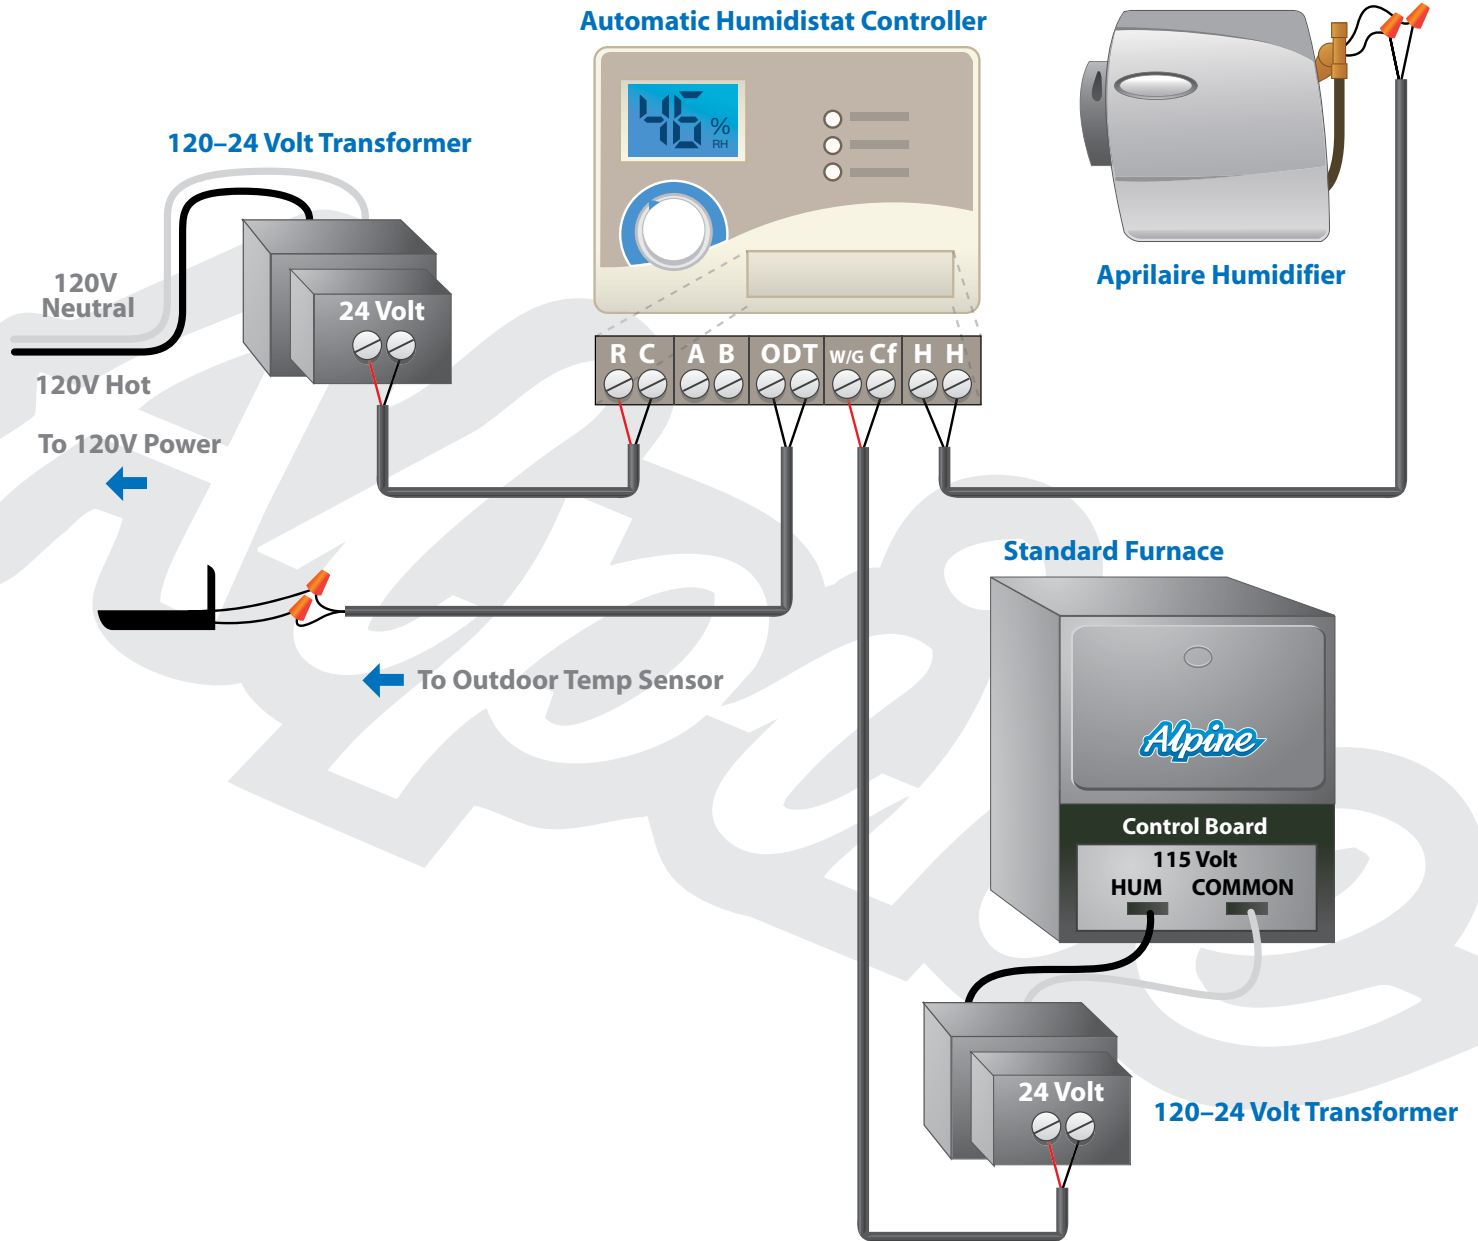 Automatic Humidistat Controller
46 % RH
120–24 Volt Transformer
120V Neutral
24 Volt
120V Hot
To 120V Power
Aprilaire Humidifier
R C A B ODT W/G Cf H H
To Outdoor Temp Sensor
Standard Furnace
Alpine
Control Board
115 Volt
HUM COMMON
24 Volt
120–24 Volt Transformer
Alpine